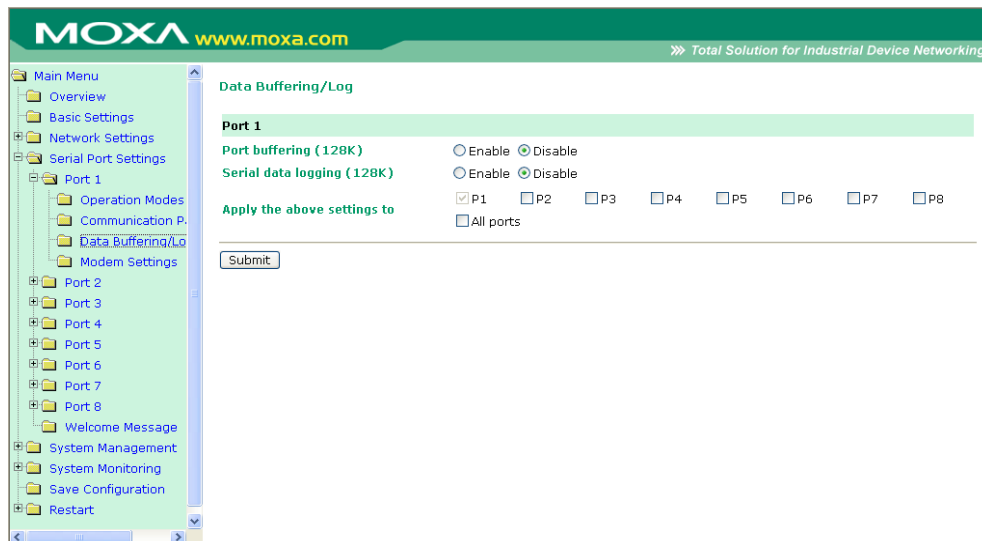 MOXA www.moxa.com
Total Solution for Industrial Device Networking
Main Menu
Overview
Basic Settings
Network Settings
Serial Port Settings
Port 1
Operation Modes
Communication P
Data Buffering/Lo
Modem Settings
Port 2
Port 3
Port 4
Port 5
Port 6
Port 7
Port 8
Welcome Message
System Management
System Monitoring
Save Configuration
Restart
Data Buffering/Log
Port 1
Port buffering (128K) Enable Disable
Serial data logging (128K) Enable Disable
Apply the above settings to P1 P2 P3 P4 P5 P6 P7 P8
All ports
Submit